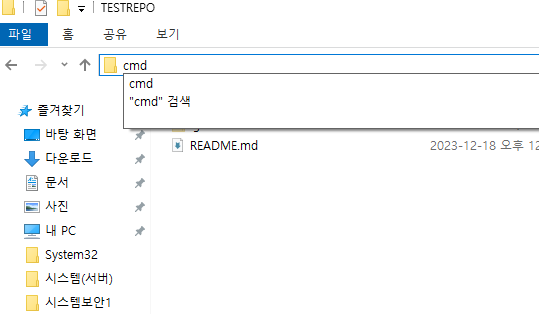 TESTREPO
파일 홈 공유 보기
cmd
cmd
"cmd" 검색
즐겨찾기
바탕 화면
README.md 2023-12-18 오후 12
다운로드
문서
사진
내 PC
System32
시스템(서버)
시스템보안1